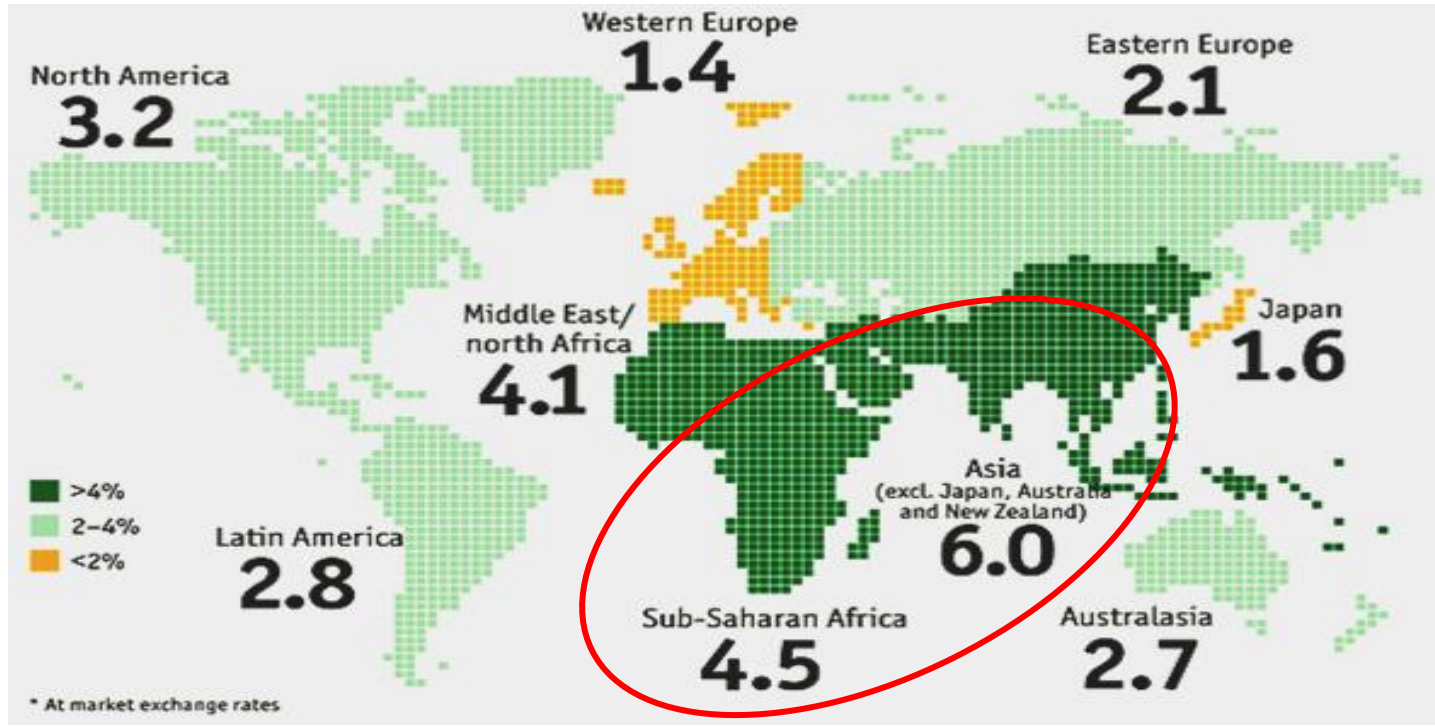 Western Europe
1.4
Eastern Europe
2.1
North America
3.2
Middle East/
north Africa
4.1
Japan
1.6
>4%
2–4%
<2%
Latin America
2.8
Asia
(excl. Japan, Australia
and New Zealand)
6.0
Sub-Saharan Africa
4.5
Australasia
2.7
* At market exchange rates